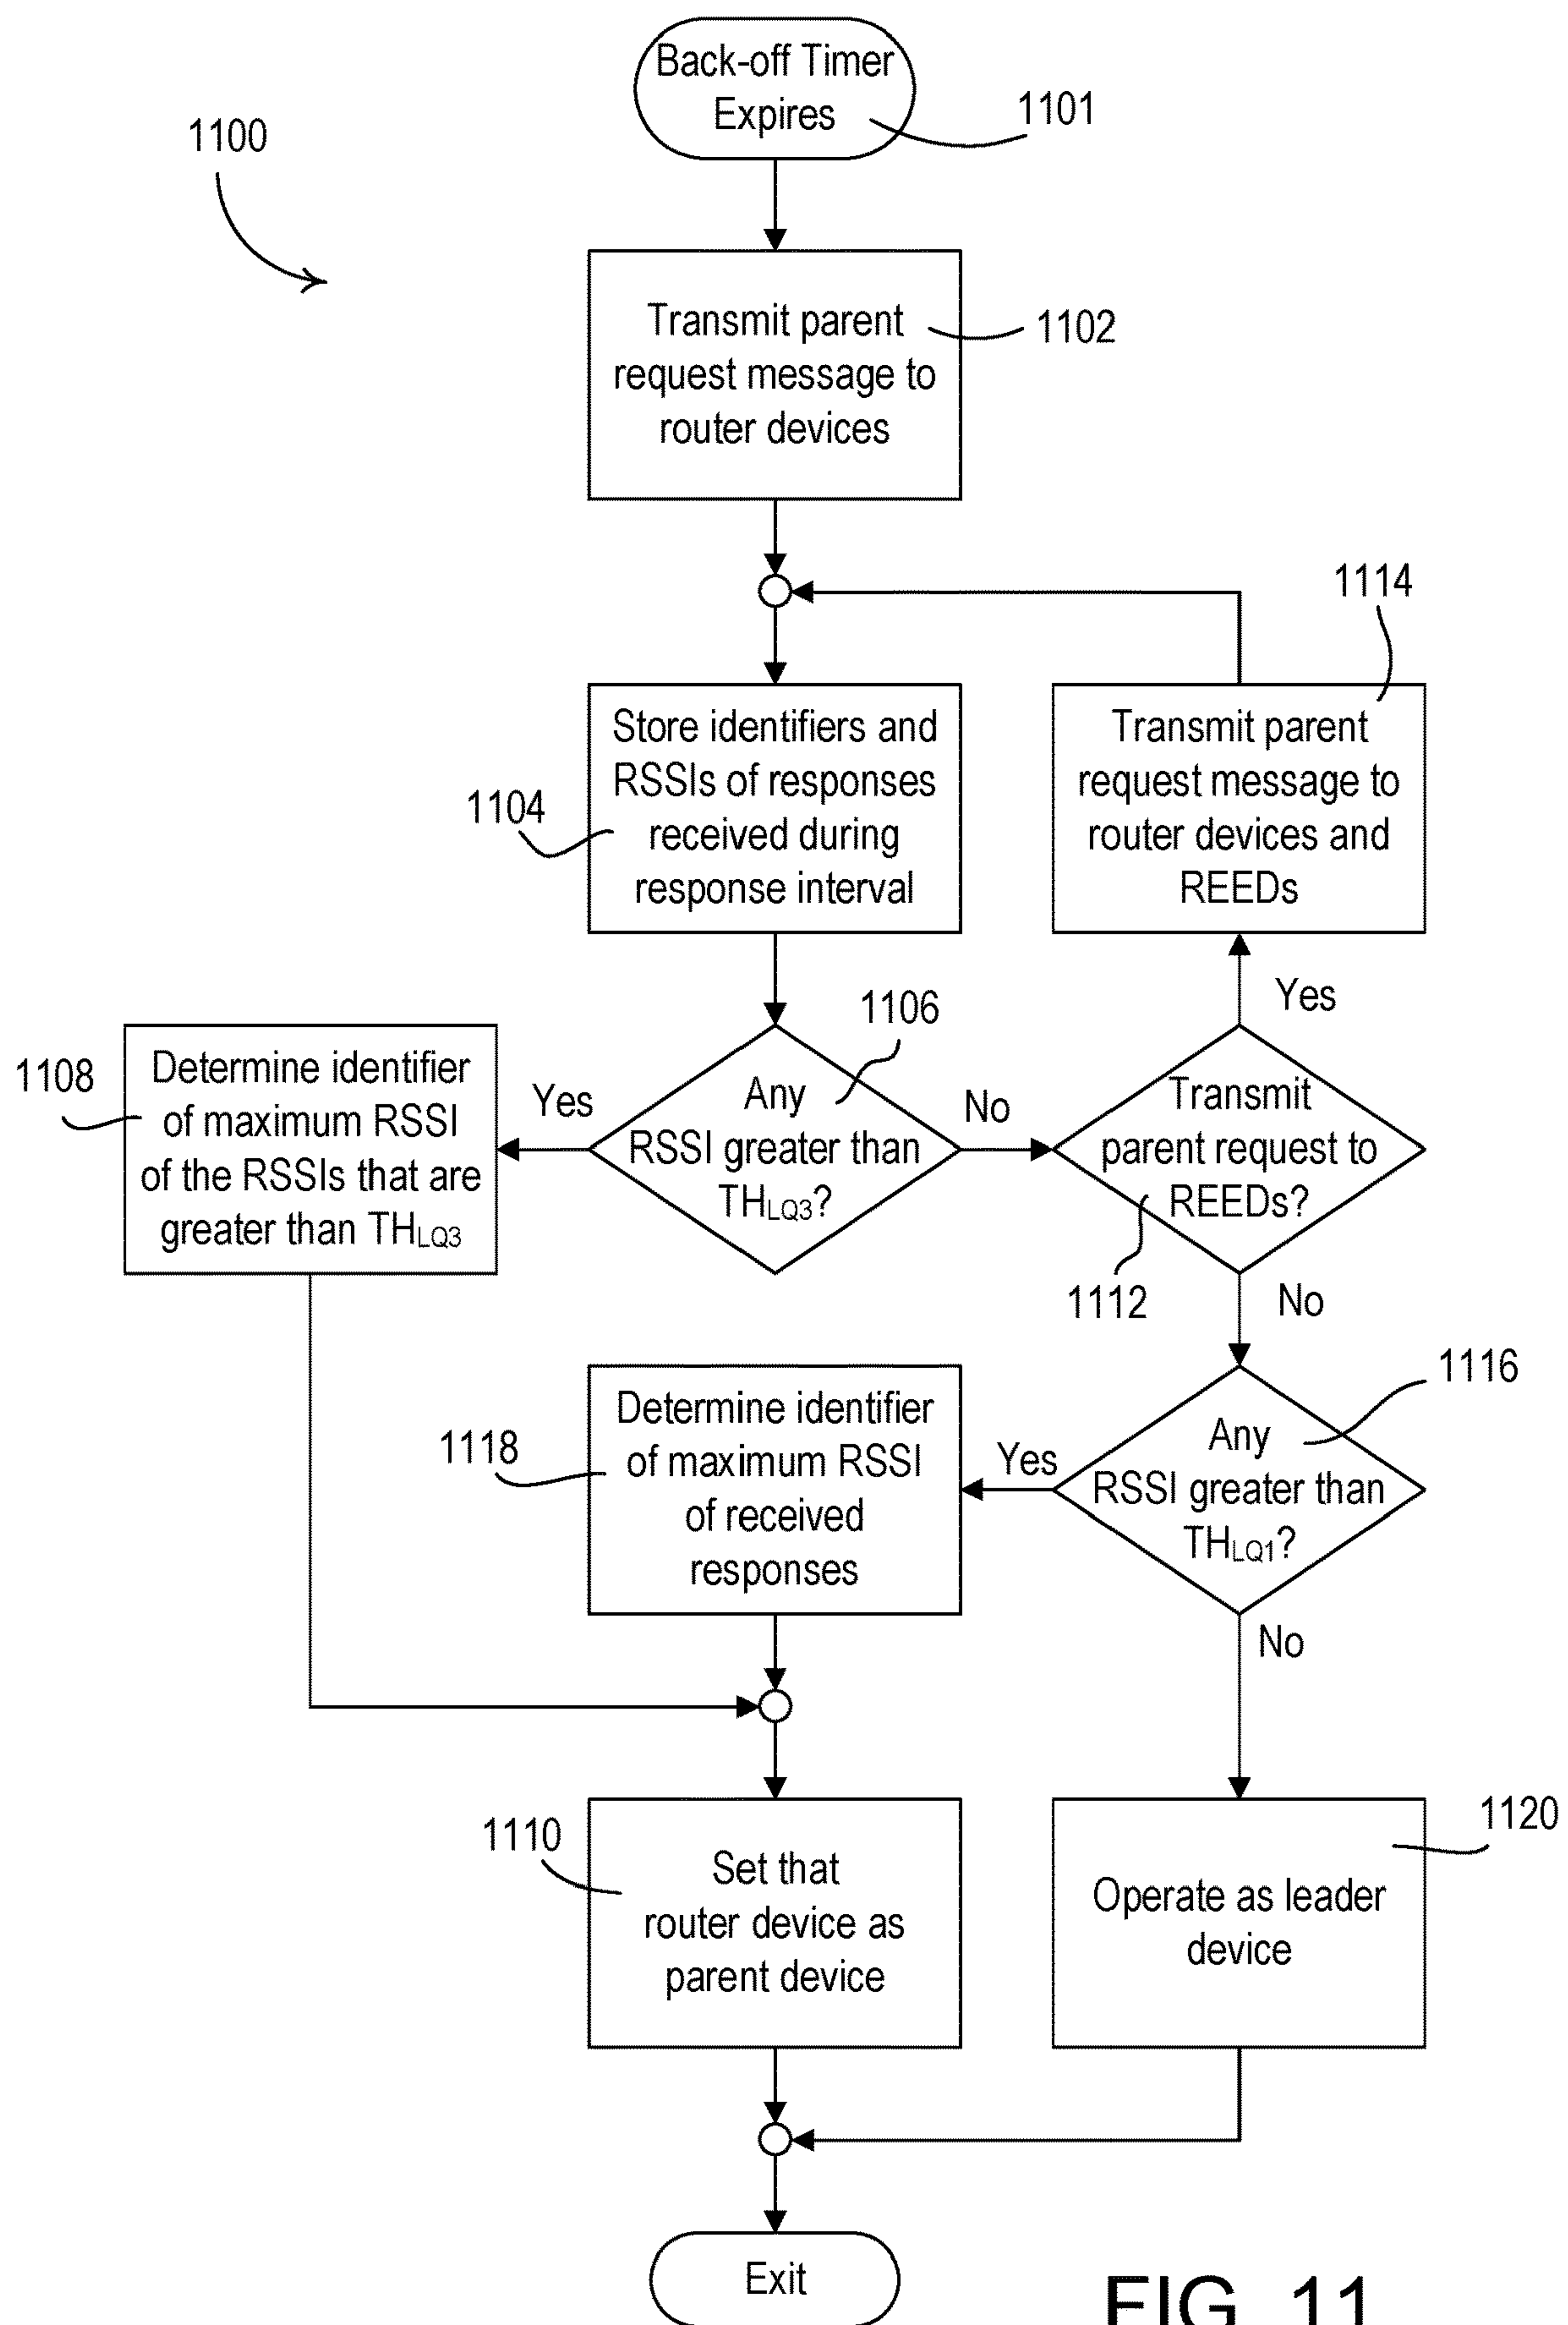 Back-off Timer
Expires
1101
1100
Transmit parent
request message to
router devices
1102
1114
Store identifiers and
RSSIs of responses
received during
response interval
1104
Transmit parent
request message to
router devices and
REEDs
Yes
1106
1108
Determine identifier
of maximum RSSI
of the RSSIs that are
greater than THLQ3
Yes
Any
RSSI greater than
THLQ3?
No
Transmit
parent request to
REEDs?
1112
No
1116
1118
Determine identifier
of maximum RSSI
of received
responses
Yes
Any
RSSI greater than
THLQ1?
No
1110
Set that
router device as
parent device
1120
Operate as leader
device
Exit
FIG. 11